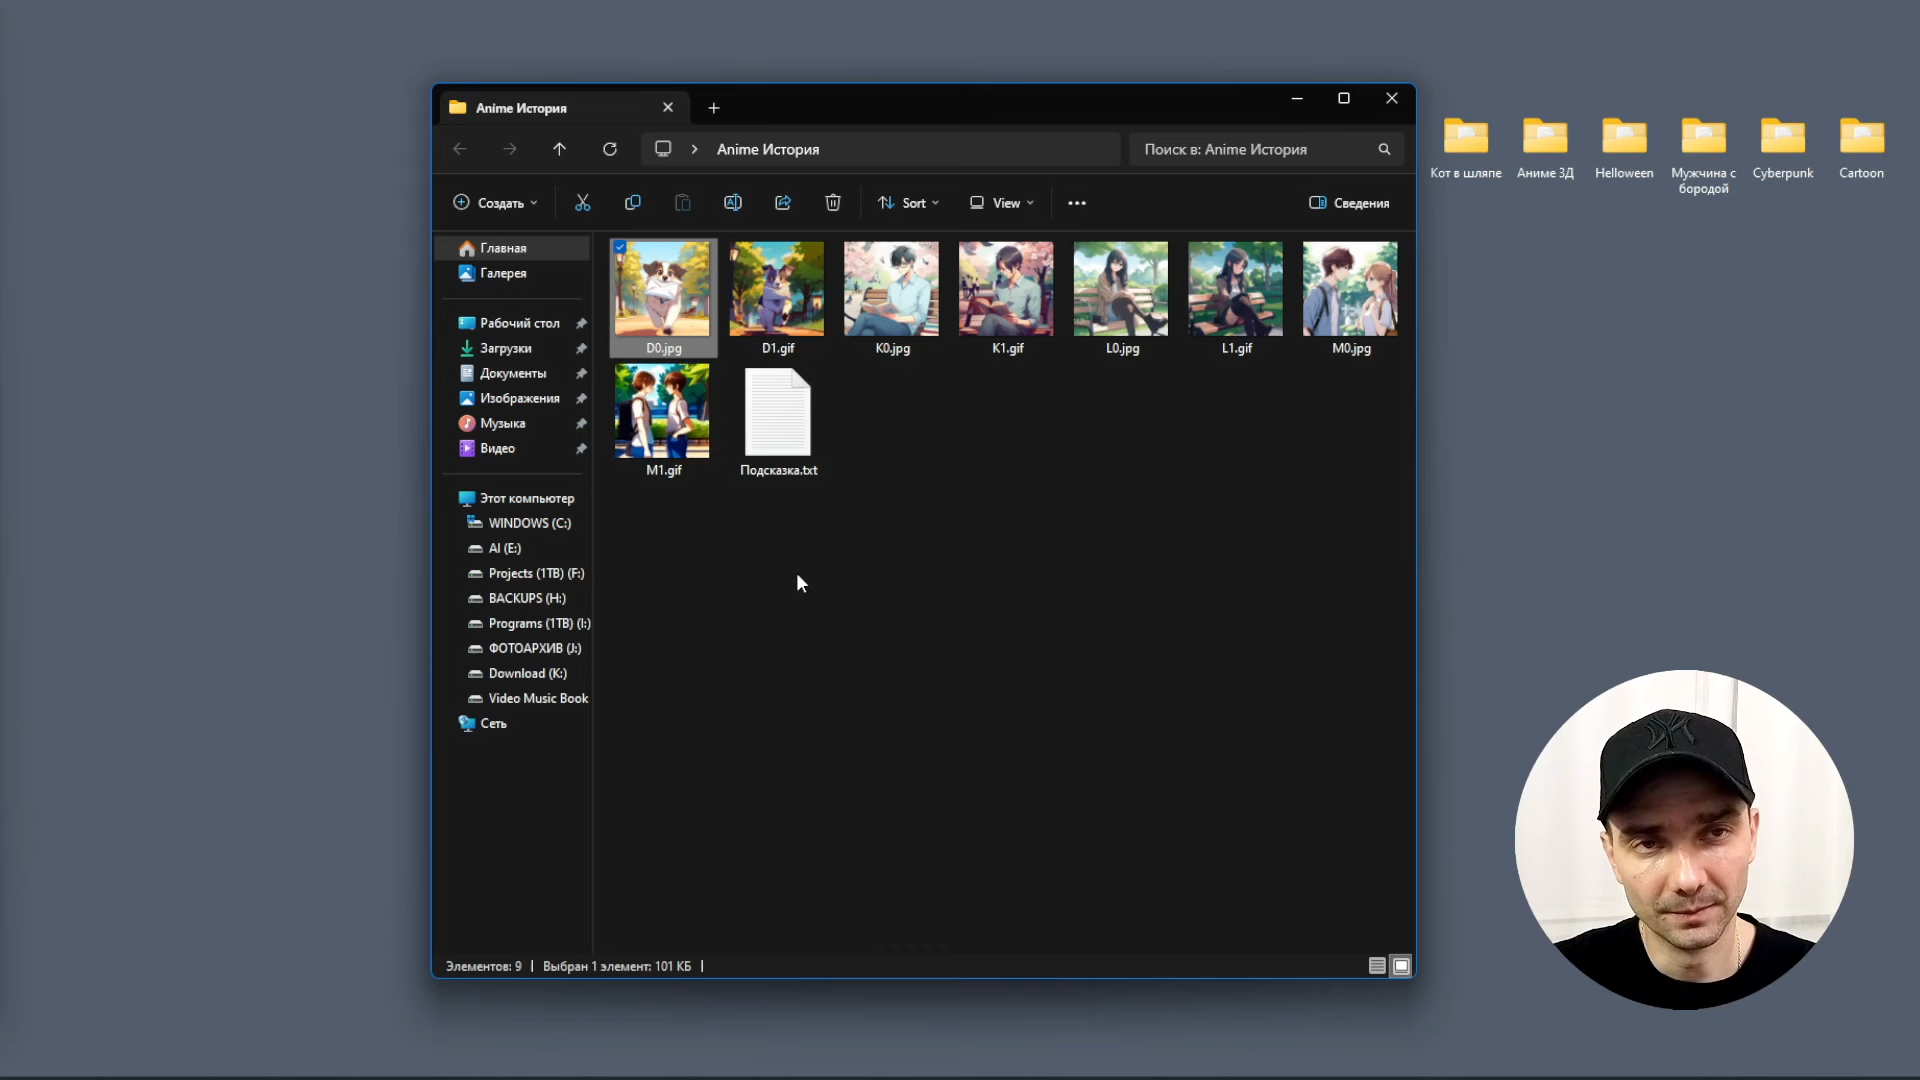 Anime История
Anime История
Поиск в: Anime История
Создать
Sort
View
Сведения
Главная
Галерея
Рабочий стол
Загрузки
Документы
Изображения
Музыка
Видео
Этот компьютер
WINDOWS (C:)
AI (E:)
Projects (1TB) (F:)
BACKUPS (H:)
Programs (1TB) (I:)
ФОТОАРХИВ (J:)
Download (K:)
Video Music Book
Сеть
D0.jpg
D1.gif
K0.jpg
K1.gif
L0.jpg
L1.gif
M0.jpg
M1.gif
Подсказка.txt
Элементов: 9
Выбран 1 элемент: 101 КБ
Кот в шляпе
Аниме 3Д
Helloween
Мужчина с
бородой
Cyberpunk
Cartoon